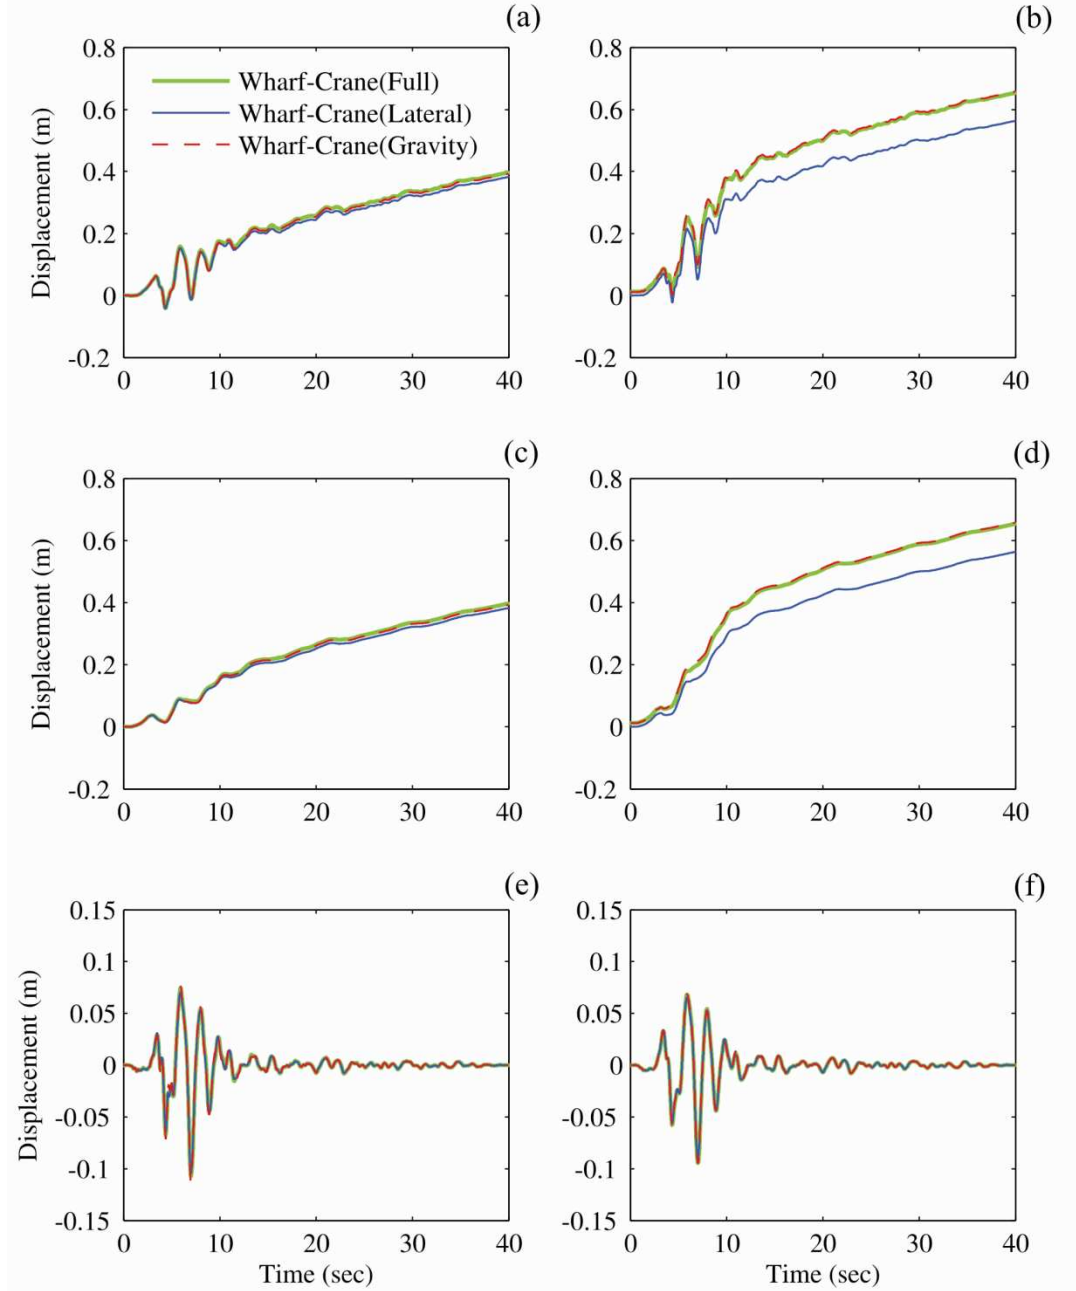 (a)
(b)
0.8
0.6
0.4
0.2
0
-0.2
Displacement (m)
Wharf-Crane(Full)
Wharf-Crane(Lateral)
Wharf-Crane(Gravity)
0 10 20 30 40
0.8
0.6
0.4
0.2
0
-0.2
0 10 20 30 40
(c)
(d)
0.8
0.6
0.4
0.2
0
-0.2
Displacement (m)
0 10 20 30 40
0.8
0.6
0.4
0.2
0
-0.2
0 10 20 30 40
(e)
(f)
0.15
0.1
0.05
0
-0.05
-0.1
-0.15
Displacement (m)
0 10 20 30 40
Time (sec)
0.15
0.1
0.05
0
-0.05
-0.1
-0.15
0 10 20 30 40
Time (sec)